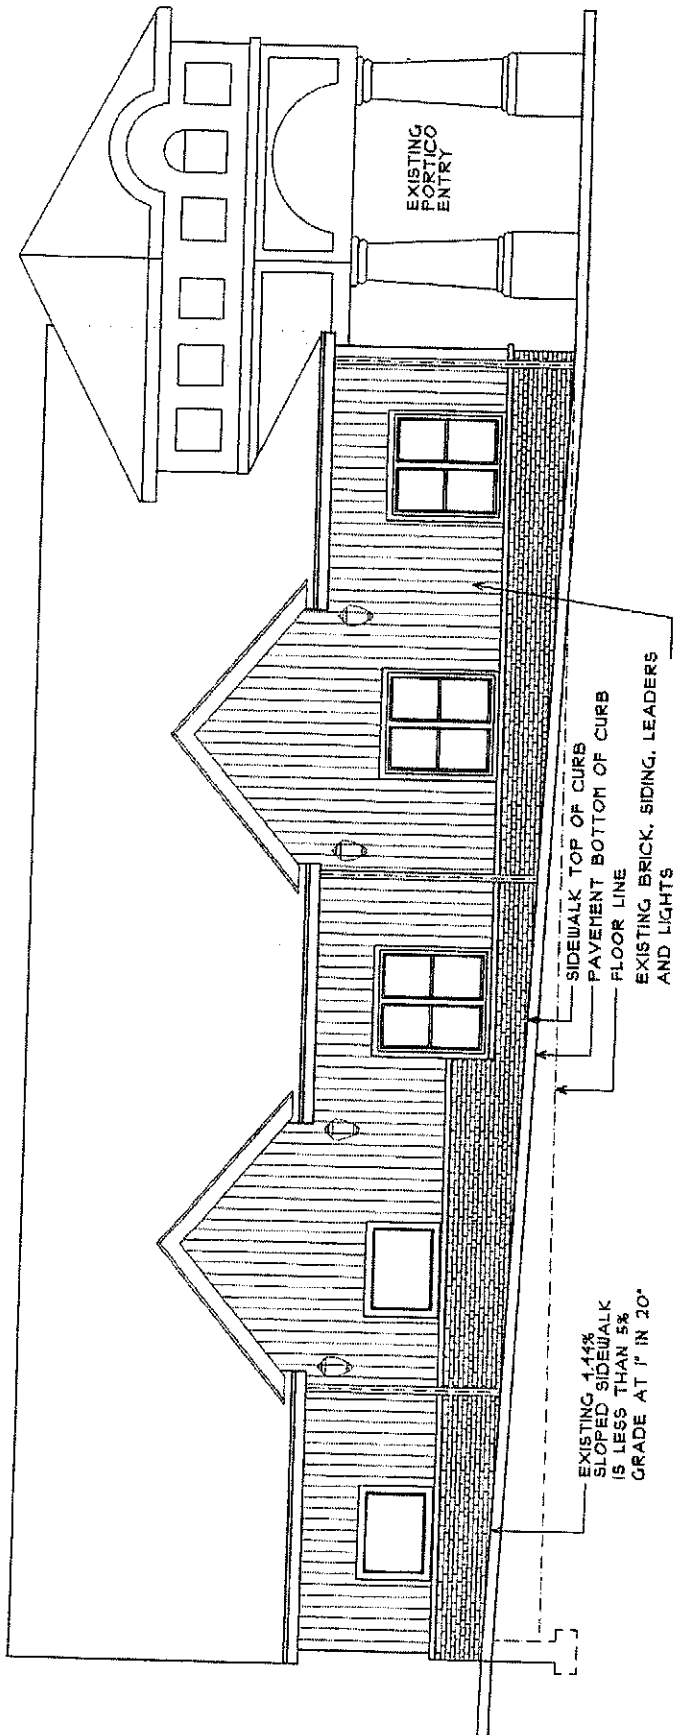 EXISTING
PORTICO
ENTRY
SIDEWALK TOP OF CURB
PAVEMENT BOTTOM OF CURB
FLOOR LINE
EXISTING BRICK, SIDING, LEADERS
AND LIGHTS
EXISTING 4.44%
SLOPED SIDEWALK
IS LESS THAN 5%
GRADE AT 1" IN 20"